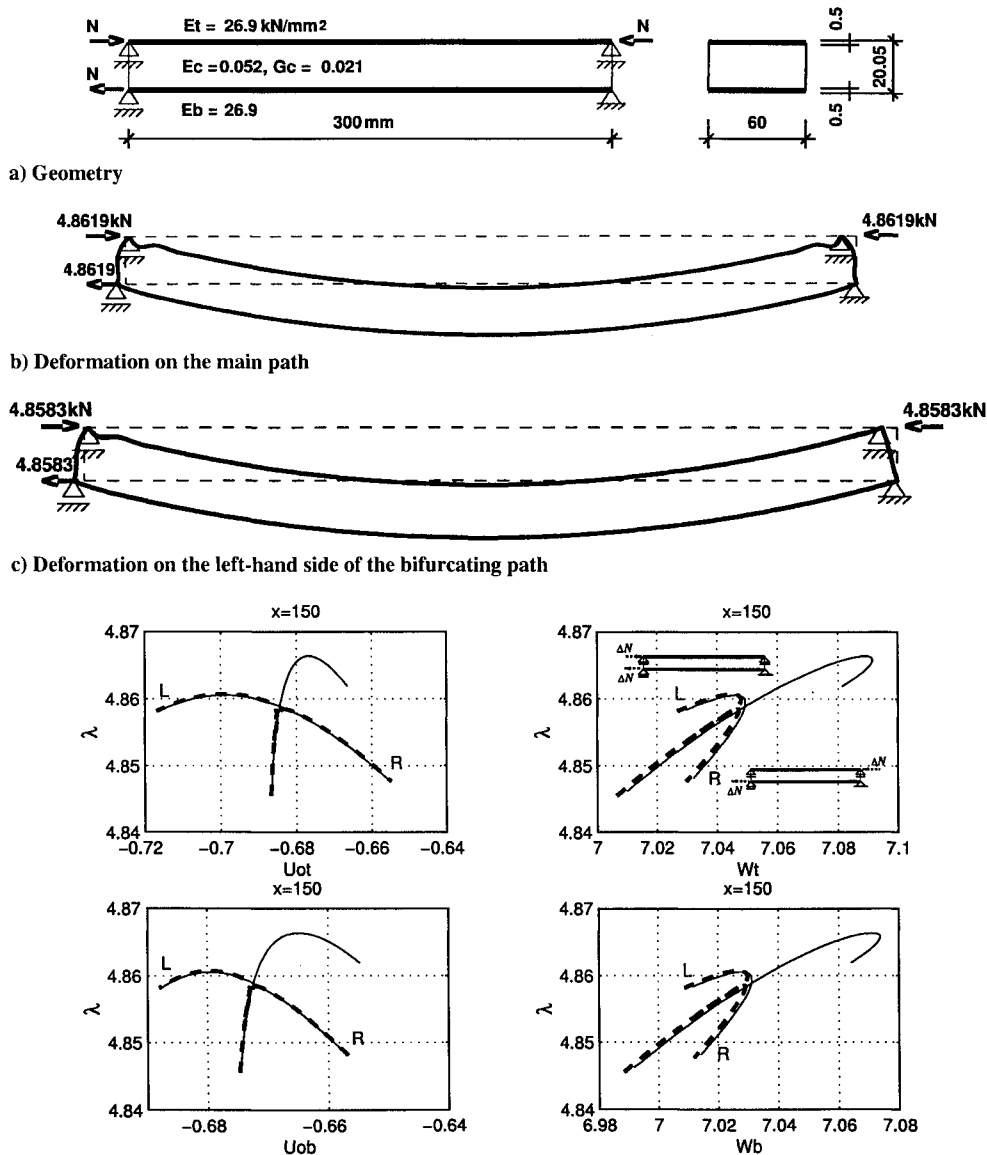 N
Et = 26.9 kN/mm2
N
0.5
Ec =0.052, Gc = 0.021
20.05
N
Eb = 26.9
300 mm
60
0.5
a) Geometry
4.8619kN
4.8619kN
4.8619
b) Deformation on the main path
4.8583kN
4.8583kN
4.8583
c) Deformation on the left-hand side of the bifurcating path
x=150
4.87
4.86
4.85
4.84
λ
L
R
−0.72
−0.7
−0.68
−0.66
−0.64
Uot
x=150
4.87
4.86
4.85
4.84
λ
ΔN
ΔN
L
R
ΔN
ΔN
7
7.02
7.04
7.06
7.08
7.1
Wt
x=150
4.87
4.86
4.85
4.84
λ
L
R
−0.68
−0.66
−0.64
Uob
x=150
4.87
4.86
4.85
4.84
λ
L
R
6.98
7
7.02
7.04
7.06
7.08
Wb